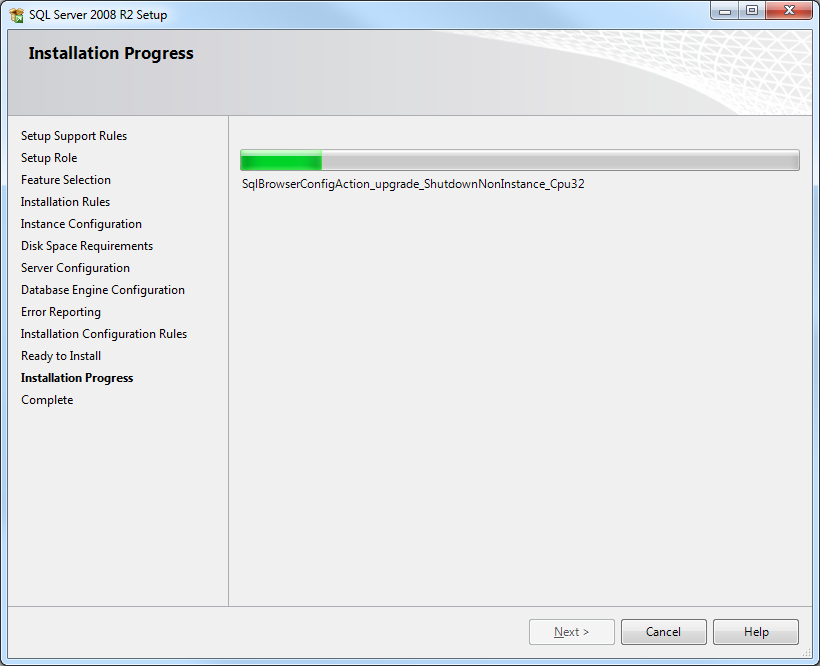 SQL Server 2008 R2 Setup
Installation Progress
Setup Support Rules
Setup Role
Feature Selection
Installation Rules
Instance Configuration
Disk Space Requirements
Server Configuration
Database Engine Configuration
Error Reporting
Installation Configuration Rules
Ready to Install
Installation Progress
Complete
SqlBrowserConfigAction_upgrade_ShutdownNonInstance_Cpu32
Next >
Cancel
Help